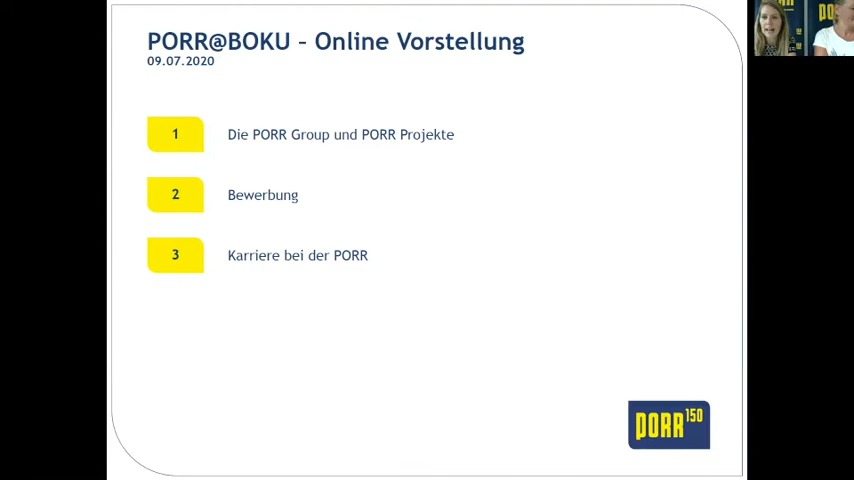 PORR@BOKU – Online Vorstellung
09.07.2020
1 Die PORR Group und PORR Projekte
2 Bewerbung
3 Karriere bei der PORR
PORR 150